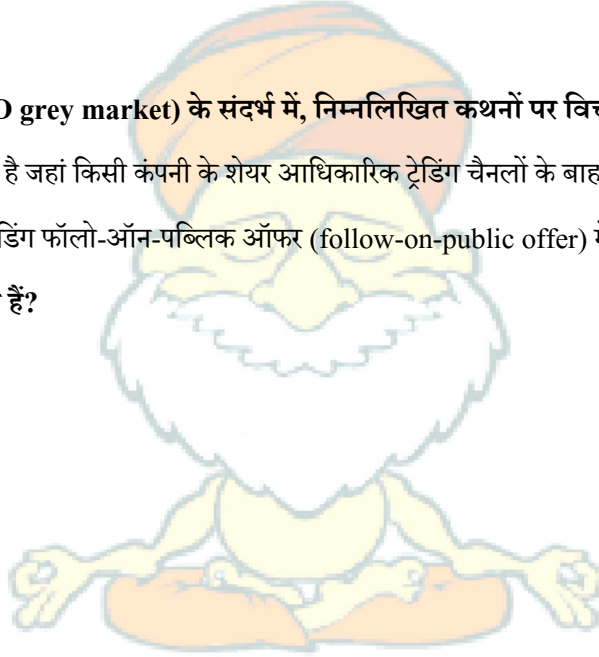 O grey market) के संदर्भ में, निम्नलिखित कथनों पर
है जहां किसी कंपनी के शेयर आधिकारिक ट्रेडिंग चैनलों के
डिंग फॉलो-ऑन-पब्लिक ऑफर (follow-on-public offer)
हैं?